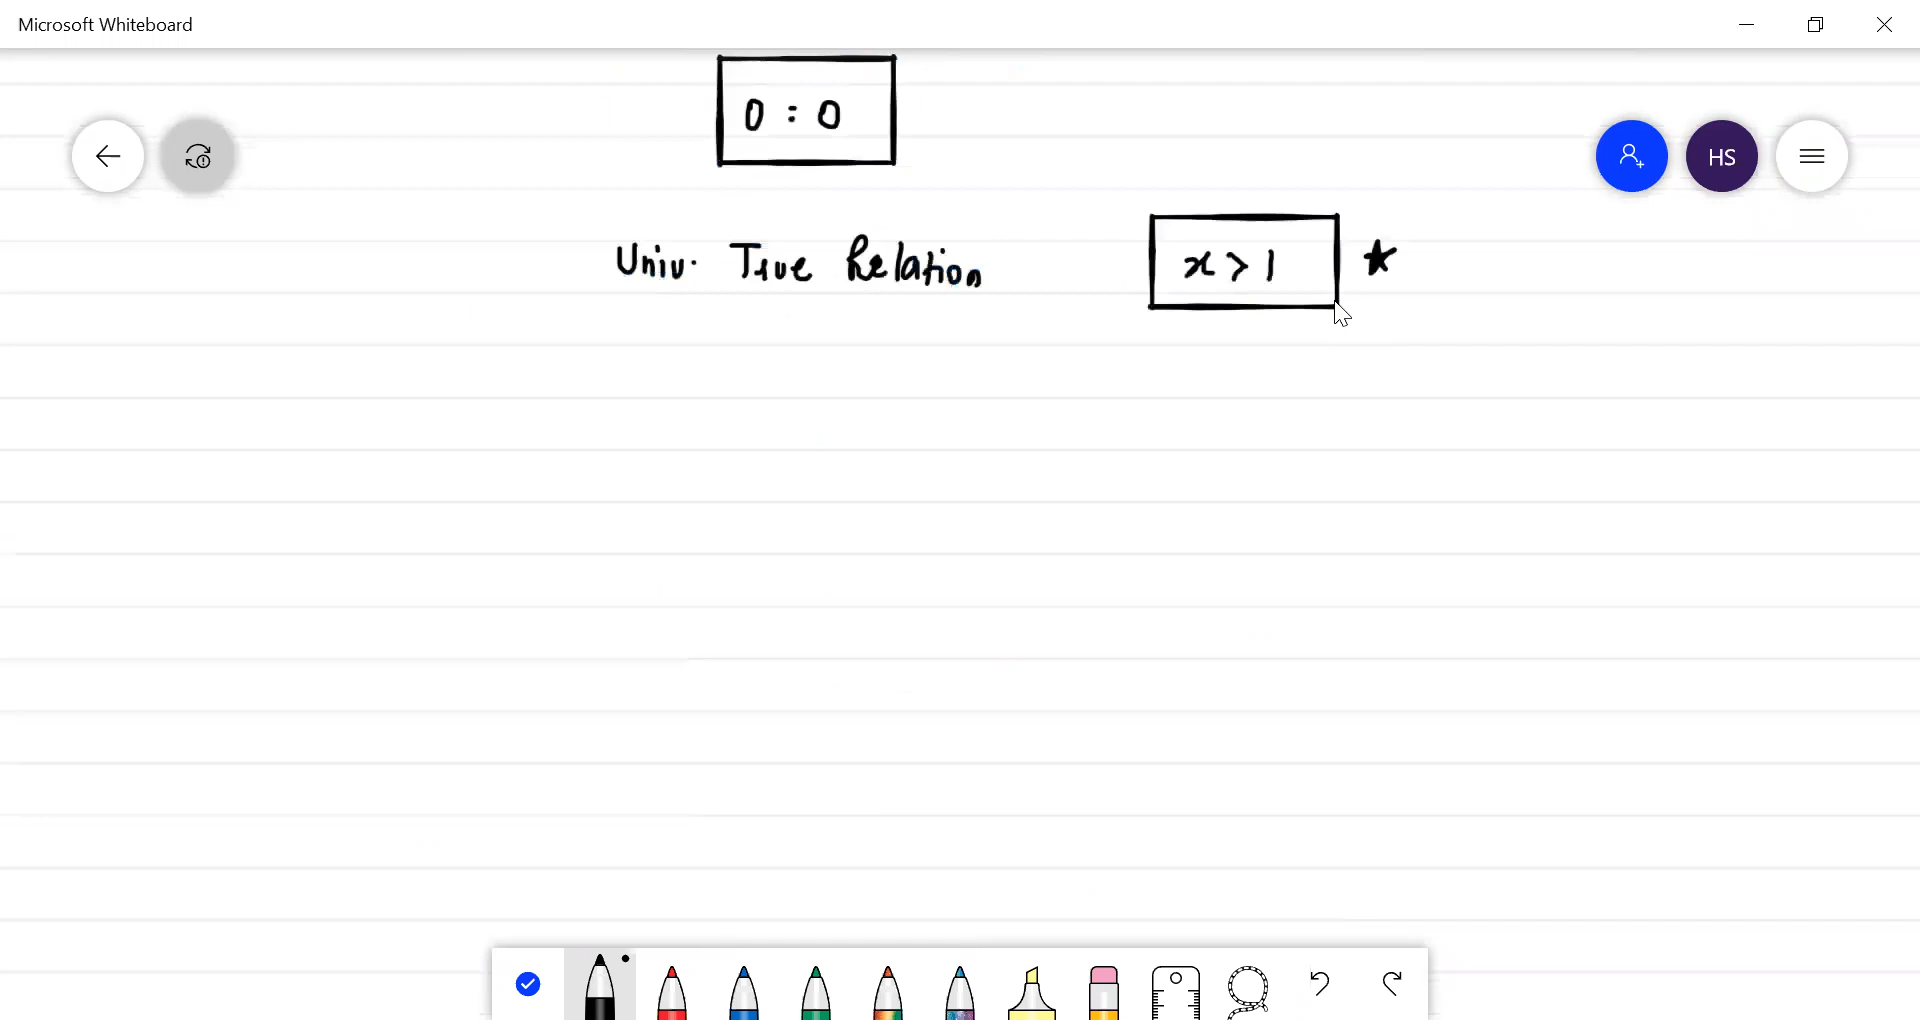 Microsoft Whiteboard
0 = 0
HS
Univ. True Relation x > 1 ★